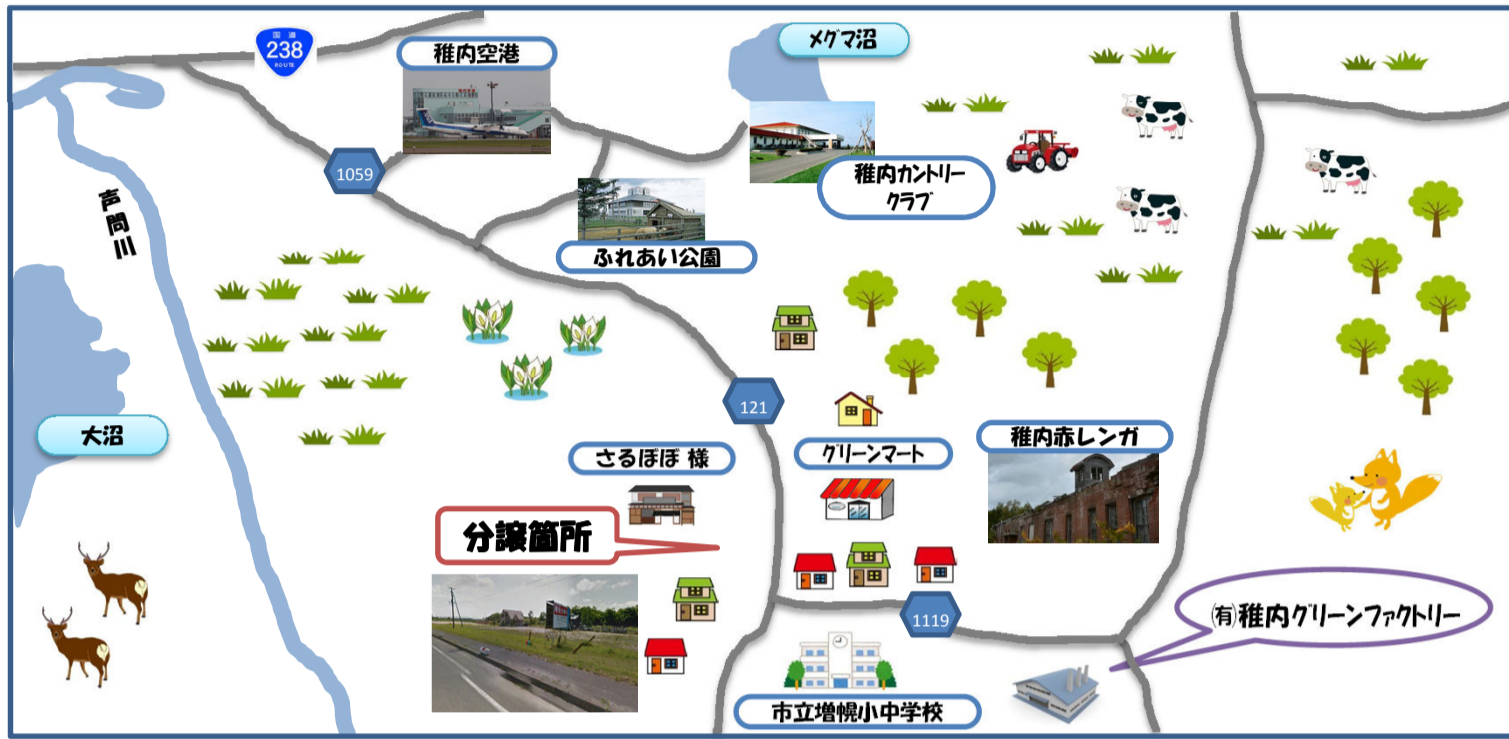 国道
238
ROUTE
稚内空港
メグマ沼
1059
稚内カントリー
クラブ
声問川
ふれあい公園
121
大沼
さるぼぼ 様
グリーンマート
稚内赤レンガ
分譲箇所
1119
㈲稚内グリーンファクトリー
市立増幌小中学校